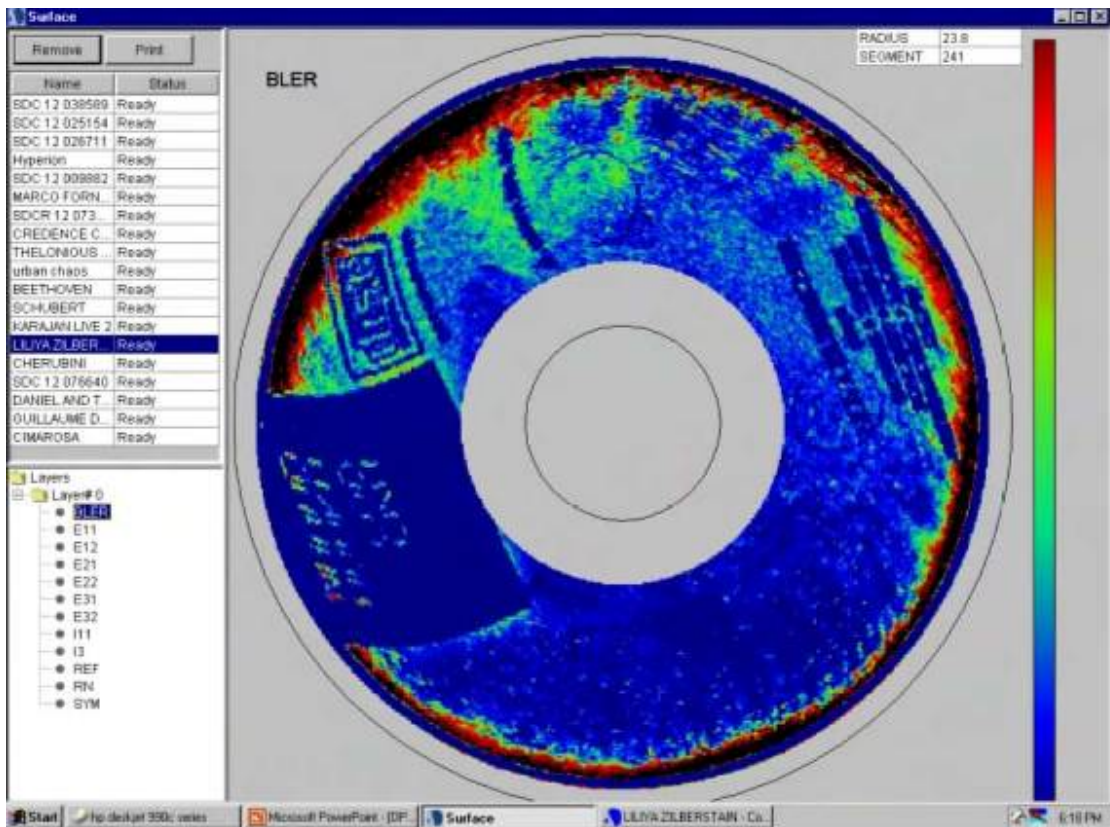 Surface
Remove Print
Name Status
SDC 12 038589 Ready
SDC 12 025154 Ready
SDC 12 026711 Ready
Hyperion Ready
SDC 12 009882 Ready
MARCO FORN... Ready
SDCR 12 073... Ready
CREDENCE C... Ready
THELONIOUS ... Ready
urban chaos Ready
BEETHOVEN Ready
SCHUBERT Ready
KARAJAN LIVE 2 Ready
LILIYA ZILBER... Ready
CHERUBINI Ready
SDC 12 076640 Ready
DANIEL AND T... Ready
GUILLAUME D... Ready
CIMAROSA Ready
Layers
Layer# 0
BLER
E11
E12
E21
E22
E31
E32
I11
I3
REF
RN
SYM
BLER
RADIUS 23.8
SEGMENT 241
Start hp deskjet 990c series Microsoft PowerPoint - [DP... Surface LILIYA ZILBERSTAIN - Co... 6:18 PM